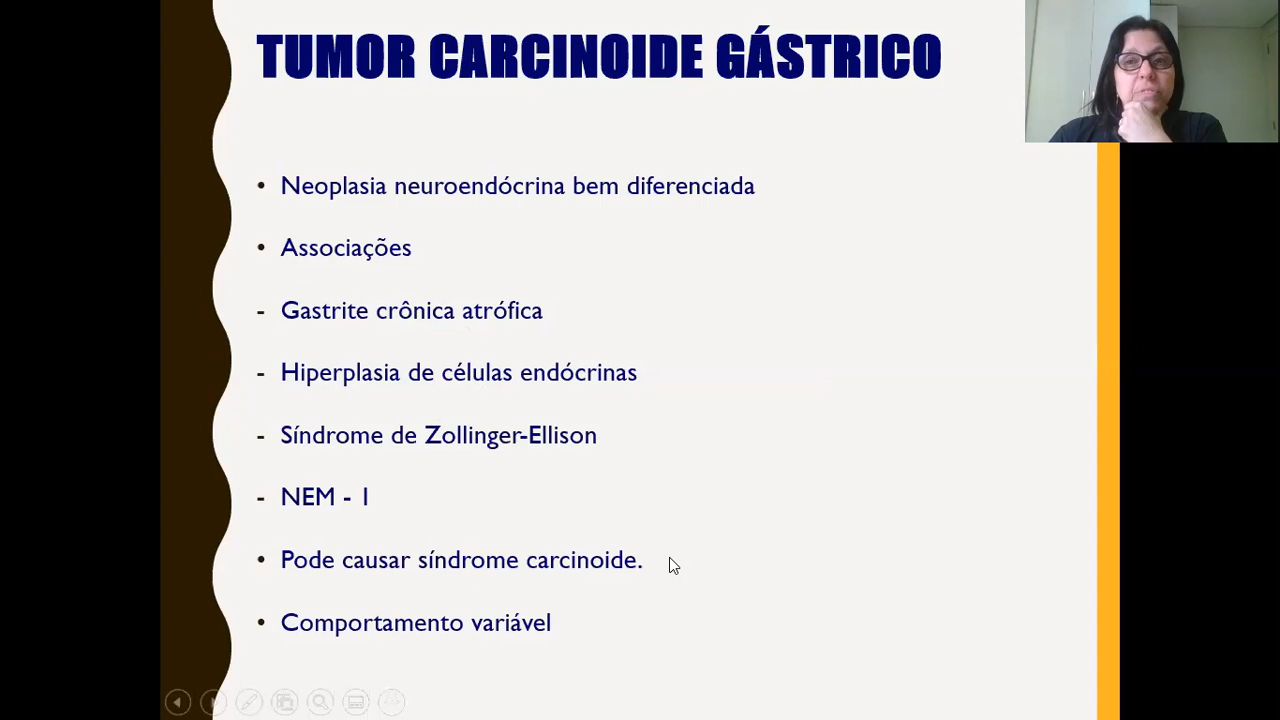 TUMOR CARCINOIDE GÁSTRICO
• Neoplasia neuroendócrina bem diferenciada
• Associações
- Gastrite crônica atrófica
- Hiperplasia de células endócrinas
- Síndrome de Zollinger-Ellison
- NEM - 1
• Pode causar síndrome carcinoide.
• Comportamento variável